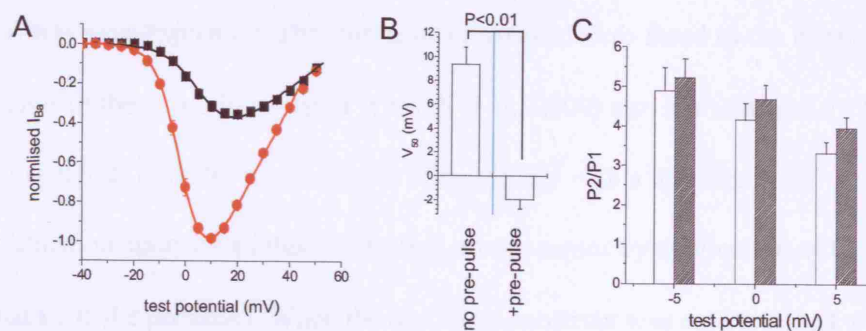 A
normilised I_Ba
0.0
-0.2
-0.4
-0.6
-0.8
-1.0
-40
-20
0
20
40
60
test potential (mV)
B
P<0.01
V_50 (mV)
12
10
8
6
4
2
0
-2
no pre-pulse
+pre-pulse
C
P2/P1
6
5
4
3
2
1
0
-5
0
5
test potential (mV)